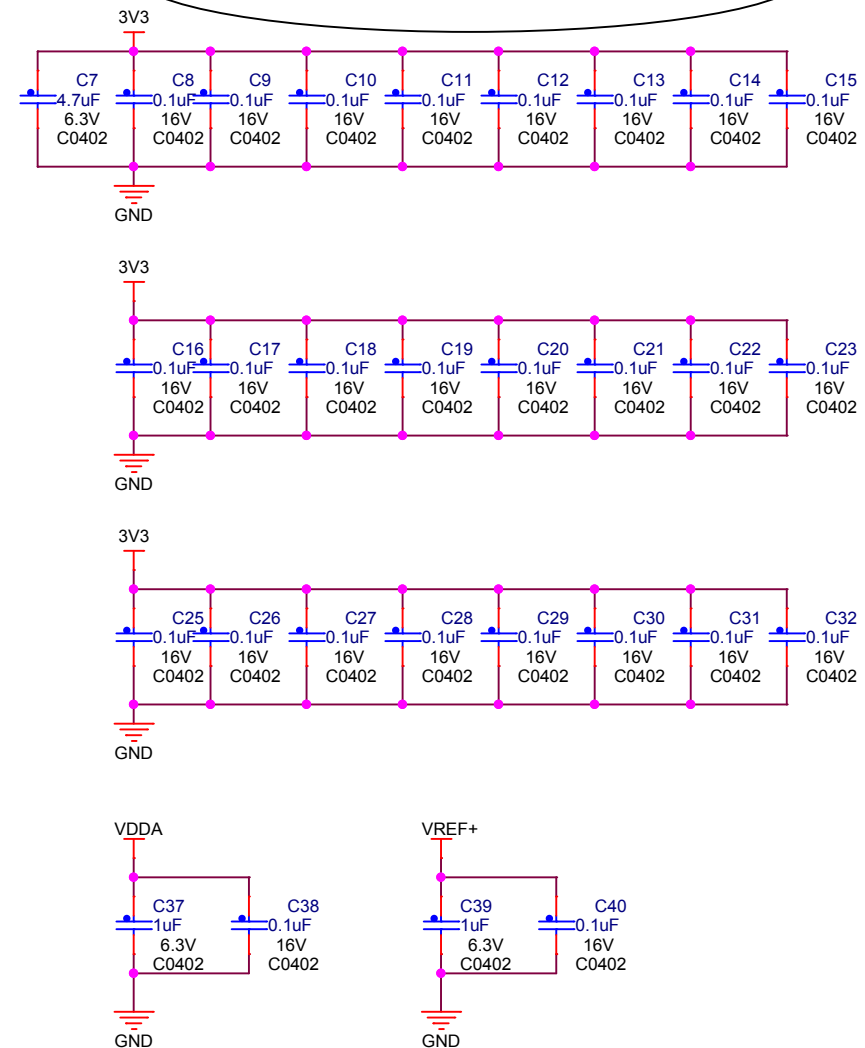 3V3
C7 C8 C9 C10 C11 C12 C13 C14 C15
4.7uF 0.1uF 0.1uF 0.1uF 0.1uF 0.1uF 0.1uF 0.1uF 0.1uF
6.3V 16V 16V 16V 16V 16V 16V 16V 16V
C0402 C0402 C0402 C0402 C0402 C0402 C0402 C0402 C0402
GND
3V3
C16 C17 C18 C19 C20 C21 C22 C23
0.1uF 0.1uF 0.1uF 0.1uF 0.1uF 0.1uF 0.1uF 0.1uF
16V 16V 16V 16V 16V 16V 16V 16V
C0402 C0402 C0402 C0402 C0402 C0402 C0402 C0402
GND
3V3
C25 C26 C27 C28 C29 C30 C31 C32
0.1uF 0.1uF 0.1uF 0.1uF 0.1uF 0.1uF 0.1uF 0.1uF
16V 16V 16V 16V 16V 16V 16V 16V
C0402 C0402 C0402 C0402 C0402 C0402 C0402 C0402
GND
VDDA VREF+
C37 C38 C39 C40
1uF 0.1uF 1uF 0.1uF
6.3V 16V 6.3V 16V
C0402 C0402 C0402 C0402
GND GND